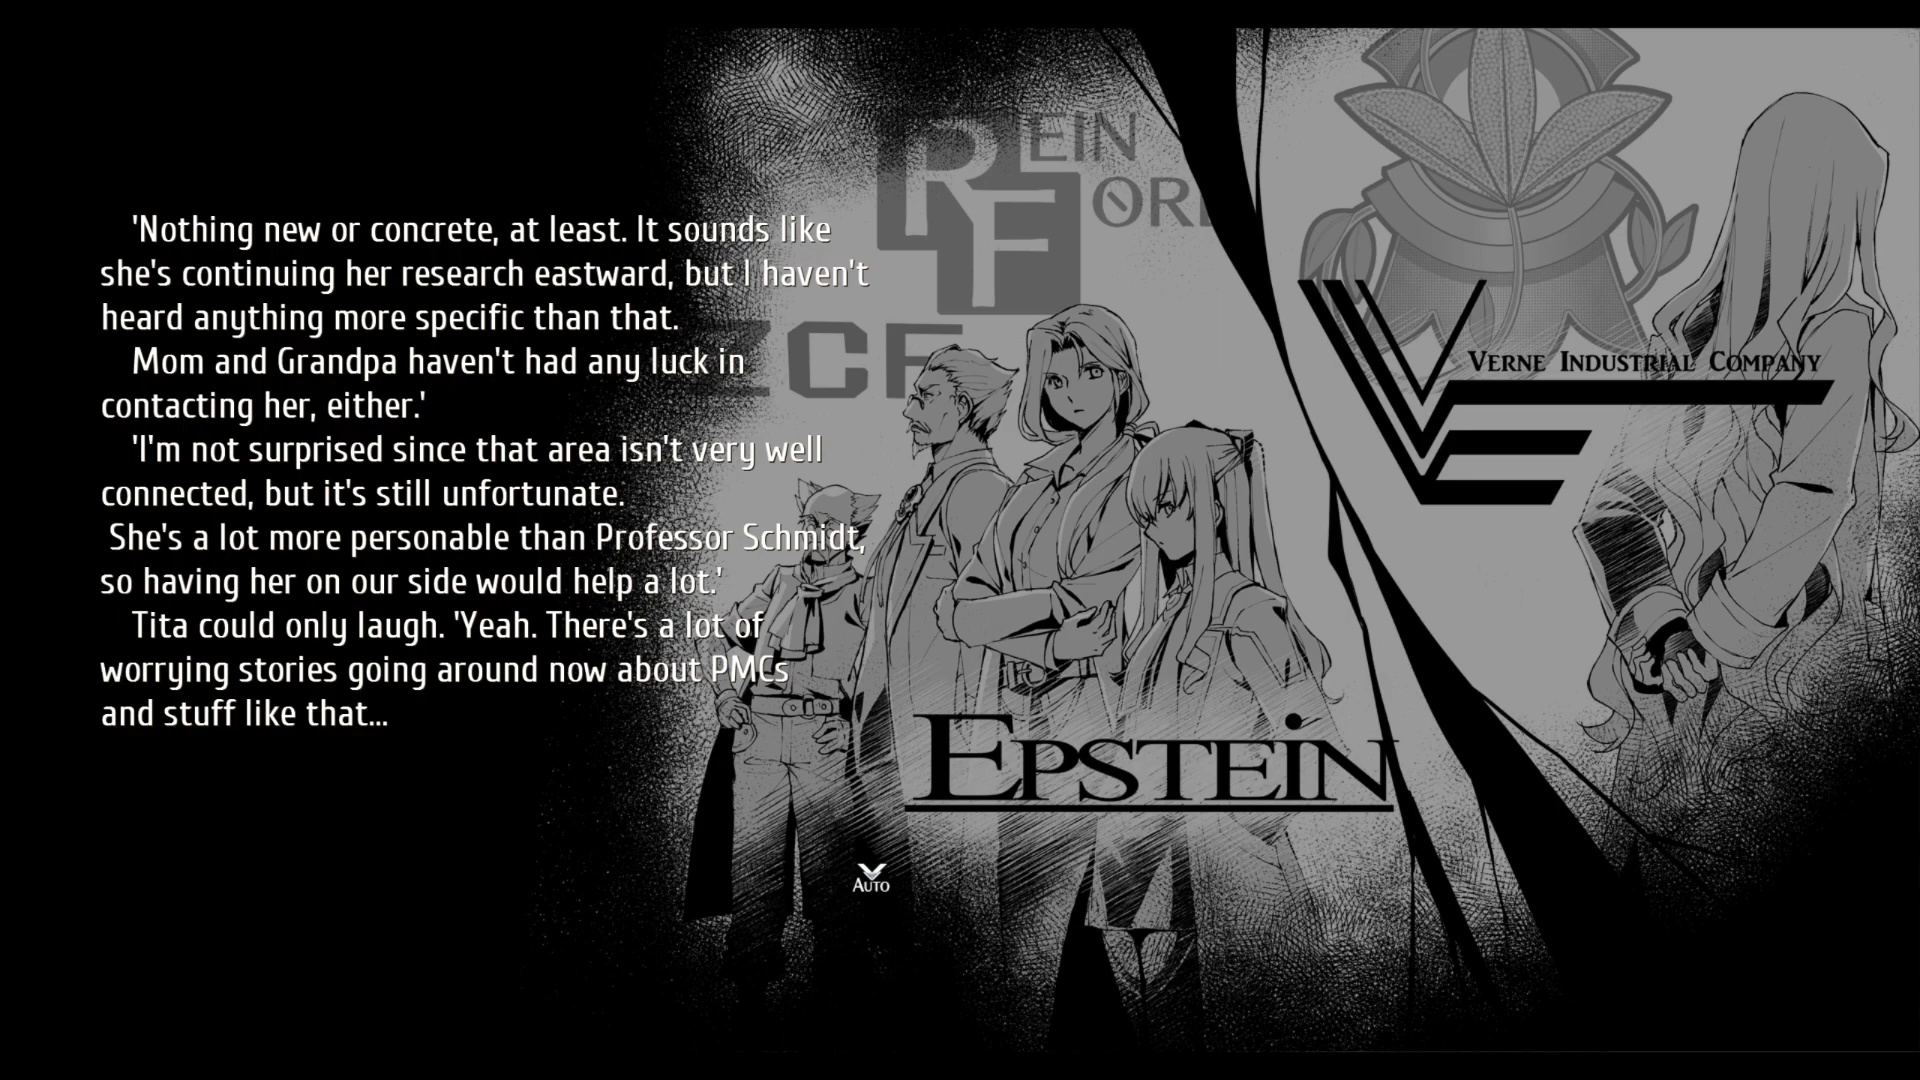 'Nothing new or concrete, at least. It sounds like
she's continuing her research eastward, but I haven't
heard anything more specific than that.
Mom and Grandpa haven't had any luck in
contacting her, either.'
'I'm not surprised since that area isn't very well
connected, but it's still unfortunate.
She's a lot more personable than Professor Schmidt,
so having her on our side would help a lot.'
Tita could only laugh. 'Yeah. There's a lot of
worrying stories going around now about PMCs
and stuff like that...
REIN
FOR
ZCF
VERNE INDUSTRIAL COMPANY
EPSTEIN
AUTO